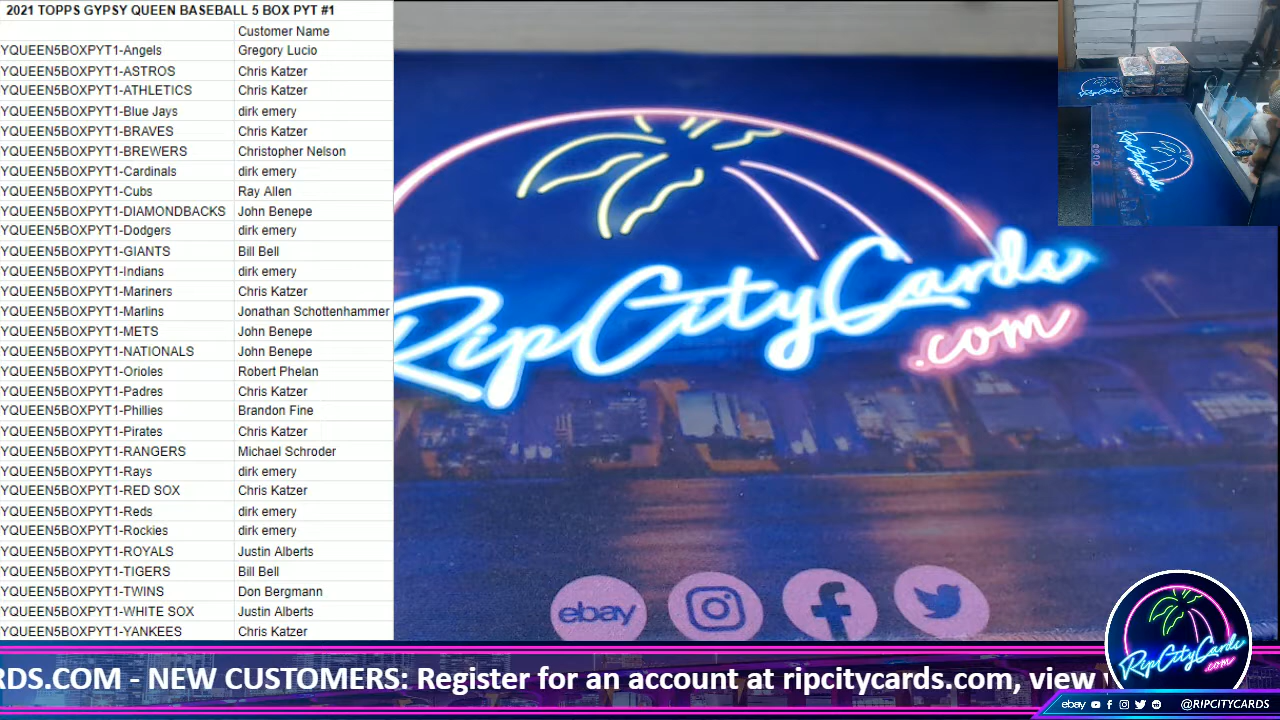 2021 TOPPS GYPSY QUEEN BASEBALL 5 BOX PYT #1
Customer Name
YQUEEN5BOXPYT1-Angels Gregory Lucio
YQUEEN5BOXPYT1-ASTROS Chris Katzer
YQUEEN5BOXPYT1-ATHLETICS Chris Katzer
YQUEEN5BOXPYT1-Blue Jays dirk emery
YQUEEN5BOXPYT1-BRAVES Chris Katzer
YQUEEN5BOXPYT1-BREWERS Christopher Nelson
YQUEEN5BOXPYT1-Cardinals dirk emery
YQUEEN5BOXPYT1-Cubs Ray Allen
YQUEEN5BOXPYT1-DIAMONDBACKS John Benepe
YQUEEN5BOXPYT1-Dodgers dirk emery
YQUEEN5BOXPYT1-GIANTS Bill Bell
YQUEEN5BOXPYT1-Indians dirk emery
YQUEEN5BOXPYT1-Mariners Chris Katzer
YQUEEN5BOXPYT1-Marlins Jonathan Schottenhammer
YQUEEN5BOXPYT1-METS John Benepe
YQUEEN5BOXPYT1-NATIONALS John Benepe
YQUEEN5BOXPYT1-Orioles Robert Phelan
YQUEEN5BOXPYT1-Padres Chris Katzer
YQUEEN5BOXPYT1-Phillies Brandon Fine
YQUEEN5BOXPYT1-Pirates Chris Katzer
YQUEEN5BOXPYT1-RANGERS Michael Schroder
YQUEEN5BOXPYT1-Rays dirk emery
YQUEEN5BOXPYT1-RED SOX Chris Katzer
YQUEEN5BOXPYT1-Reds dirk emery
YQUEEN5BOXPYT1-Rockies dirk emery
YQUEEN5BOXPYT1-ROYALS Justin Alberts
YQUEEN5BOXPYT1-TIGERS Bill Bell
YQUEEN5BOXPYT1-TWINS Don Bergmann
YQUEEN5BOXPYT1-WHITE SOX Justin Alberts
YQUEEN5BOXPYT1-YANKEES Chris Katzer
RipCityCards
.com
ebay
RipCityCards
RDS.COM - NEW CUSTOMERS: Register for an account at ripcitycards.com, view
RipCityCards
.com
ebay @RIPCITYCARDS